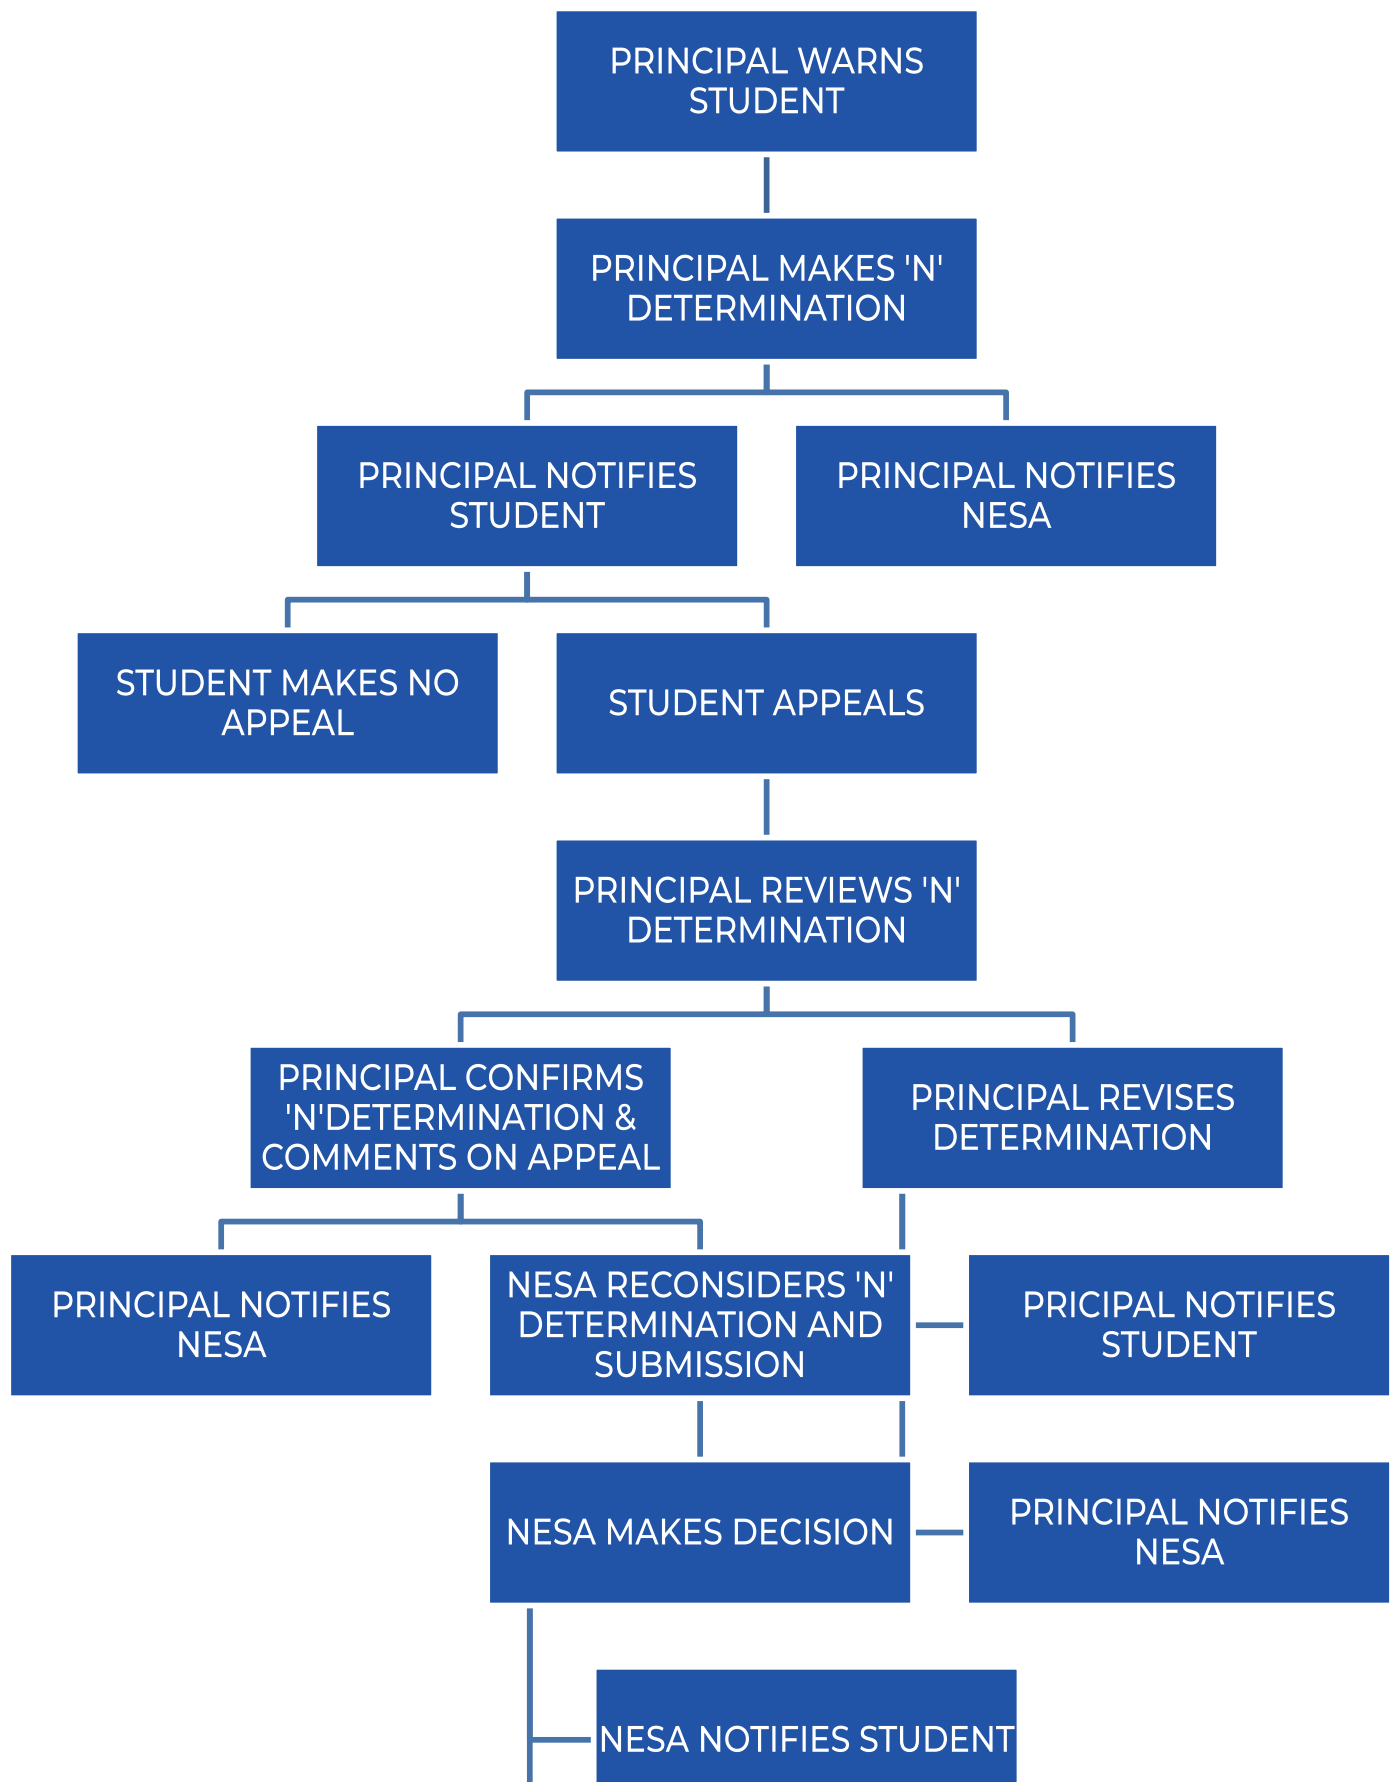 PRINCIPAL WARNS
STUDENT
PRINCIPAL MAKES 'N'
DETERMINATION
PRINCIPAL NOTIFIES
STUDENT
PRINCIPAL NOTIFIES
NESA
STUDENT MAKES NO
APPEAL
STUDENT APPEALS
PRINCIPAL REVIEWS 'N'
DETERMINATION
PRINCIPAL CONFIRMS
'N'DETERMINATION &
COMMENTS ON APPEAL
PRINCIPAL REVISES
DETERMINATION
PRINCIPAL NOTIFIES
NESA
NESA RECONSIDERS 'N'
DETERMINATION AND
SUBMISSION
PRICIPAL NOTIFIES
STUDENT
NESA MAKES DECISION
PRINCIPAL NOTIFIES
NESA
NESA NOTIFIES STUDENT